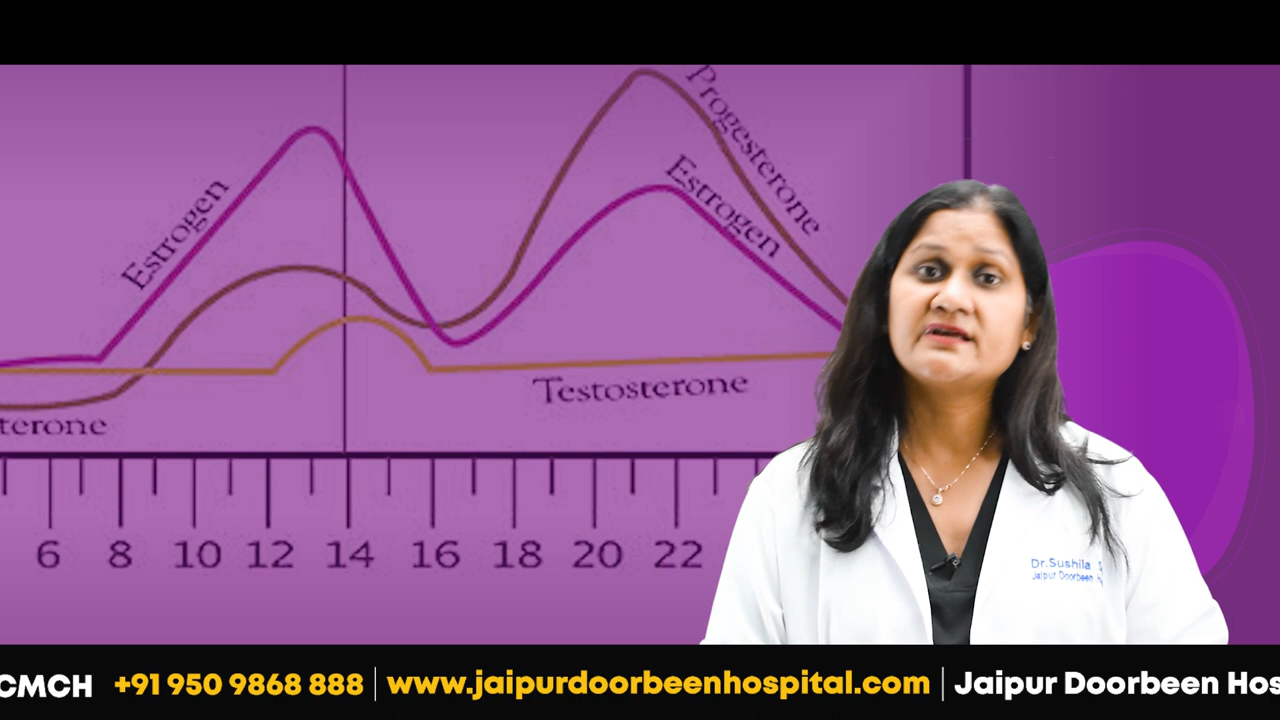 Progesterone
Estrogen
Estrogen
Testosterone
terone
6 8 10 12 14 16 18 20 22
Dr.Sushila
Jaipur Doorbeen
CMCH +91 950 9868 888 www.jaipurdoorbeenhospital.com Jaipur Doorbeen Hos